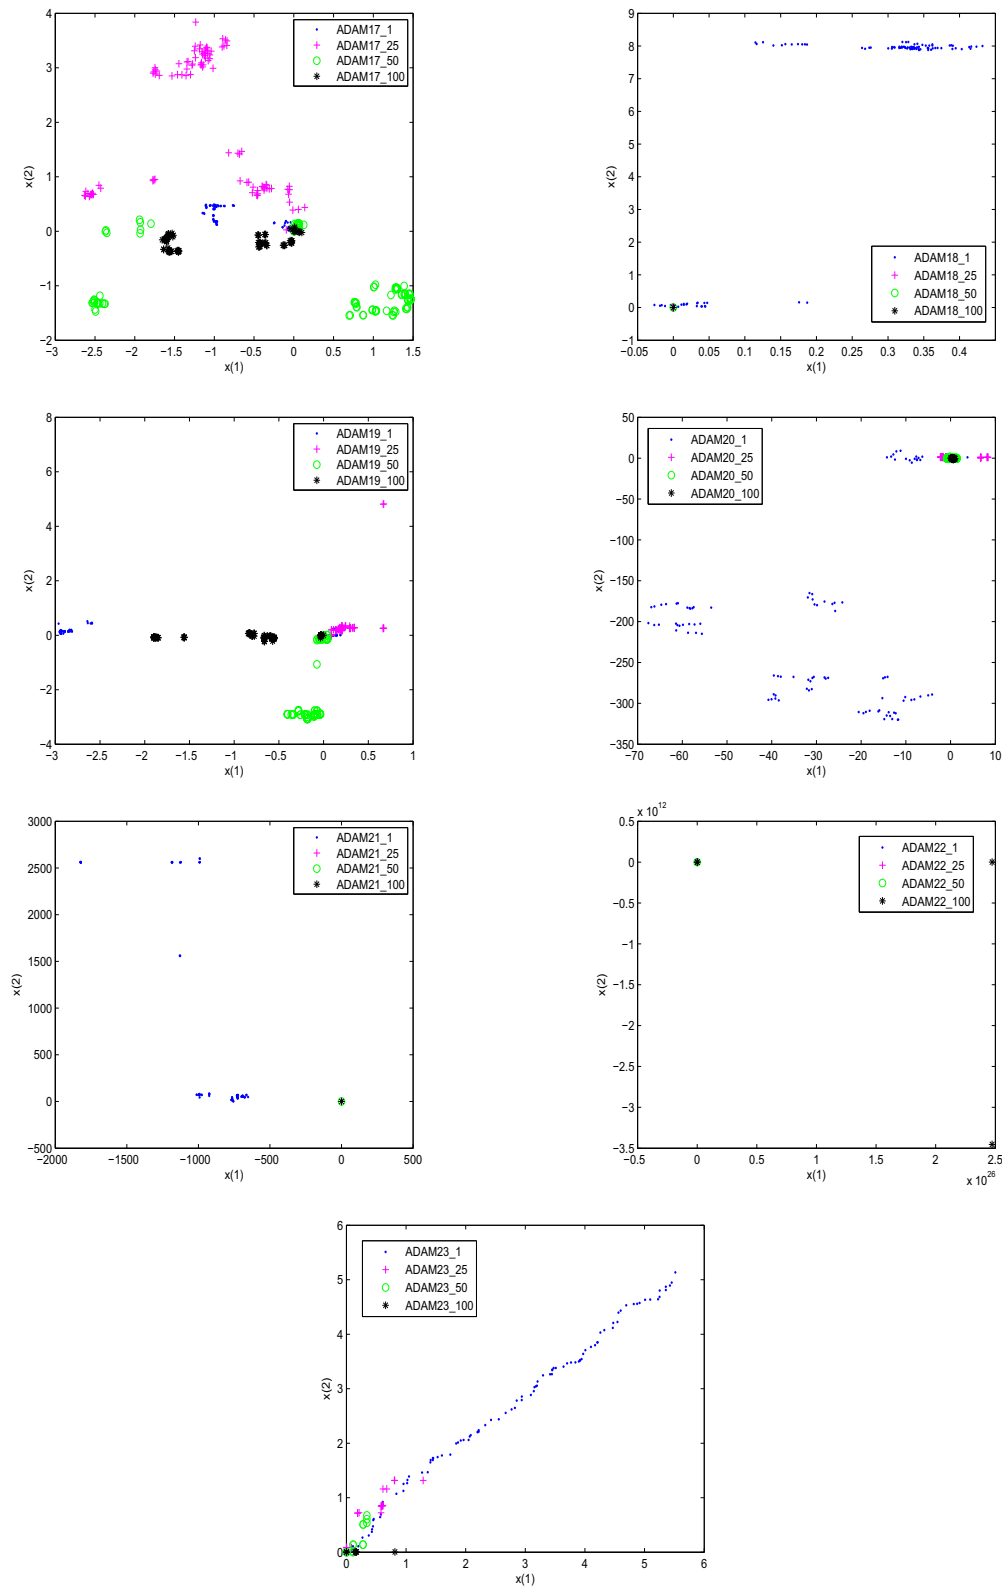 4
3
2
1
0
−1
−2
−3
−2.5
−2
−1.5
−1
−0.5
0
0.5
1
1.5
x(1)
x(2)
ADAM17_1
ADAM17_25
ADAM17_50
ADAM17_100
9
8
7
6
5
4
3
2
1
0
−1
−0.05
0
0.05
0.1
0.15
0.2
0.25
0.3
0.35
0.4
x(1)
x(2)
ADAM18_1
ADAM18_25
ADAM18_50
ADAM18_100
8
6
4
2
0
−2
−4
−3
−2.5
−2
−1.5
−1
−0.5
0
0.5
1
x(1)
x(2)
ADAM19_1
ADAM19_25
ADAM19_50
ADAM19_100
50
0
−50
−100
−150
−200
−250
−300
−350
−70
−60
−50
−40
−30
−20
−10
0
10
x(1)
x(2)
ADAM20_1
ADAM20_25
ADAM20_50
ADAM20_100
3000
2500
2000
1500
1000
500
0
−500
−2000
−1500
−1000
−500
0
500
x(1)
x(2)
ADAM21_1
ADAM21_25
ADAM21_50
ADAM21_100
x 10^12
0.5
0
−0.5
−1
−1.5
−2
−2.5
−3
−3.5
−0.5
0
0.5
1
1.5
2
2.5
x(1)
x 10^26
x(2)
ADAM22_1
ADAM22_25
ADAM22_50
ADAM22_100
6
5
4
3
2
1
0
0
1
2
3
4
5
6
x(1)
x(2)
ADAM23_1
ADAM23_25
ADAM23_50
ADAM23_100